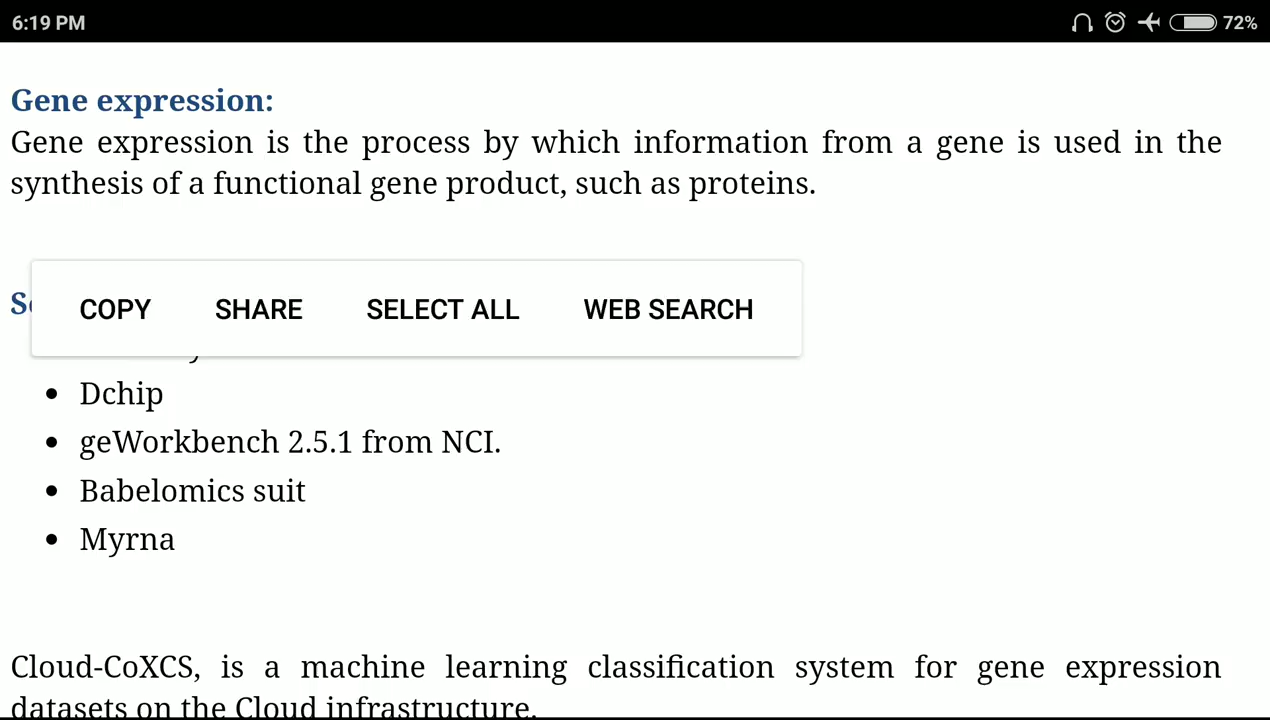 6:19 PM
72%
Gene expression:
Gene expression is the process by which information from a gene is used in the
synthesis of a functional gene product, such as proteins.
COPY SHARE SELECT ALL WEB SEARCH
• Dchip
• geWorkbench 2.5.1 from NCI.
• Babelomics suit
• Myrna
Cloud-CoXCS, is a machine learning classification system for gene expression
datasets on the Cloud infrastructure.